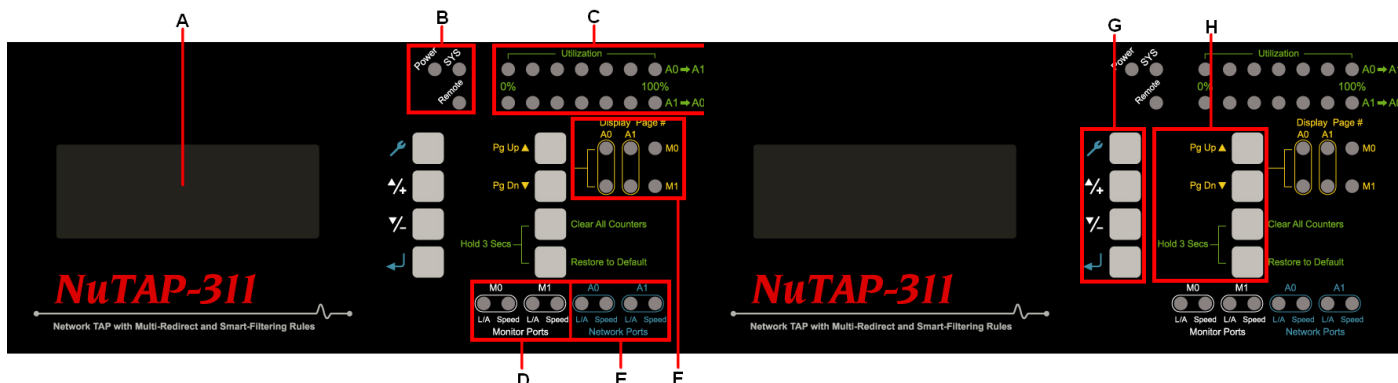 A
B
C
G
H
Power
SYS
Remote
Utilization
A0 ➡ A1
0%
100%
A1 ➡ A0
Display Page #
A0
A1
M0
M1
Pg Up ▲
Pg Dn ▼
▲/+
▼/-
Clear All Counters
Hold 3 Secs
Restore to Default
NuTAP-311
Network TAP with Multi-Redirect and Smart-Filtering Rules
M0
M1
A0
A1
L/A Speed
L/A Speed
L/A Speed
L/A Speed
Monitor Ports
Network Ports
D
E
F
Power
SYS
Remote
Utilization
A0 ➡ A1
0%
100%
A1 ➡ A0
Display Page #
A0
A1
M0
M1
Pg Up ▲
Pg Dn ▼
▲/+
▼/-
Clear All Counters
Hold 3 Secs
Restore to Default
NuTAP-311
Network TAP with Multi-Redirect and Smart-Filtering Rules
M0
M1
A0
A1
L/A Speed
L/A Speed
L/A Speed
L/A Speed
Monitor Ports
Network Ports